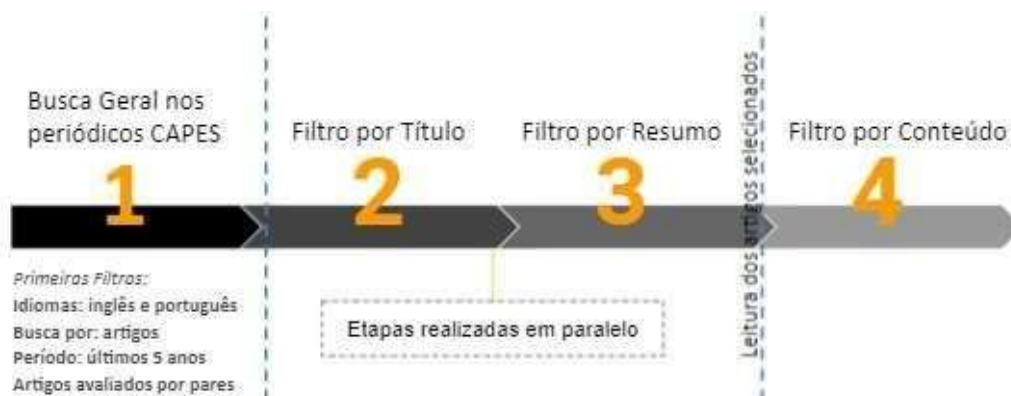 Busca Geral nos
periódicos CAPES
1
Primeiros Filtros:
Idiomas: inglês e português
Busca por: artigos
Período: últimos 5 anos
Artigos avaliados por pares
Filtro por Título
2
Filtro por Resumo
3
Etapas realizadas em paralelo
Leitura dos artigos selecionados
Filtro por Conteúdo
4